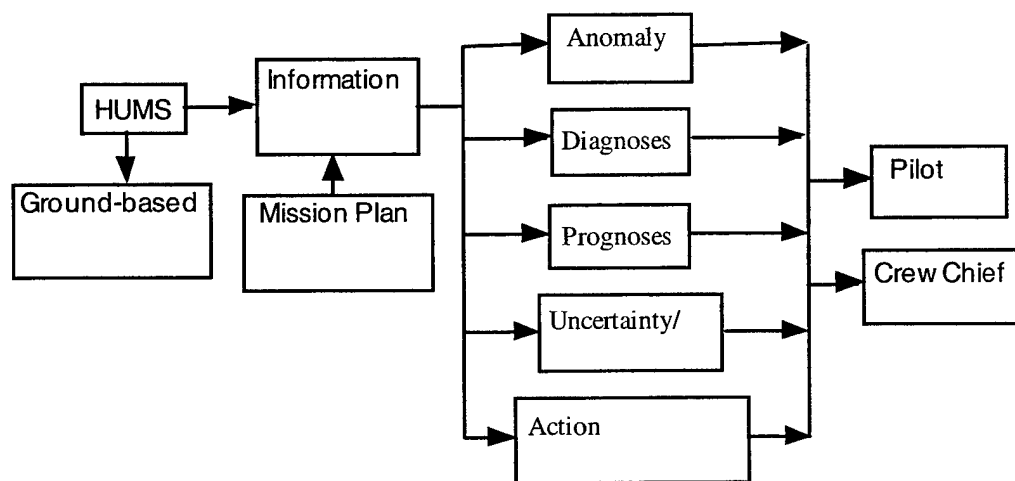 HUMS
Ground-based
Information
Mission Plan
Anomaly
Diagnoses
Prognoses
Uncertainty/
Action
Pilot
Crew Chief